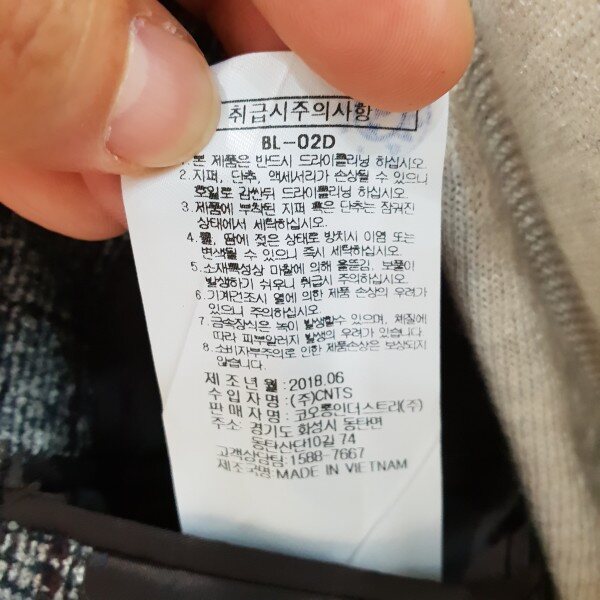 취급시주의사항
BL-02D
1. 본 제품은 반드시 드라이클리닝 하십시오.
2. 지퍼, 단추, 액세서리가 손상될 수 있으니
호일로 감싼뒤 드라이클리닝 하십시오.
3. 제품에 부착된 지퍼 혹은 단추는 잠궈진
상태에서 세탁하십시오.
4. 물, 땀에 젖은 상태로 방치시 이염 또는
변색될 수 있으니 즉시 세탁하십시오.
5. 소재특성상 마찰에 의해 올뜯김, 보풀이
발생하기 쉬우니 취급시 주의하십시오.
6. 기계건조시 열에 의한 제품 손상의 우려가
있으니 주의하십시오.
7. 금속장식은 녹이 발생할수 있으며, 체질에
따라 피부알러지 발생의 우려가 있습니다.
8. 소비자부주의로 인한 제품손상은 보상되지
않습니다.
제 조 년 월 : 2018.06
수 입 자 명 : (주)CNTS
판 매 자 명 : 코오롱인더스트리(주)
주소: 경기도 화성시 동탄면
동탄산단10길 74
고객상담팀: 1588-7667
제조국명: MADE IN VIETNAM